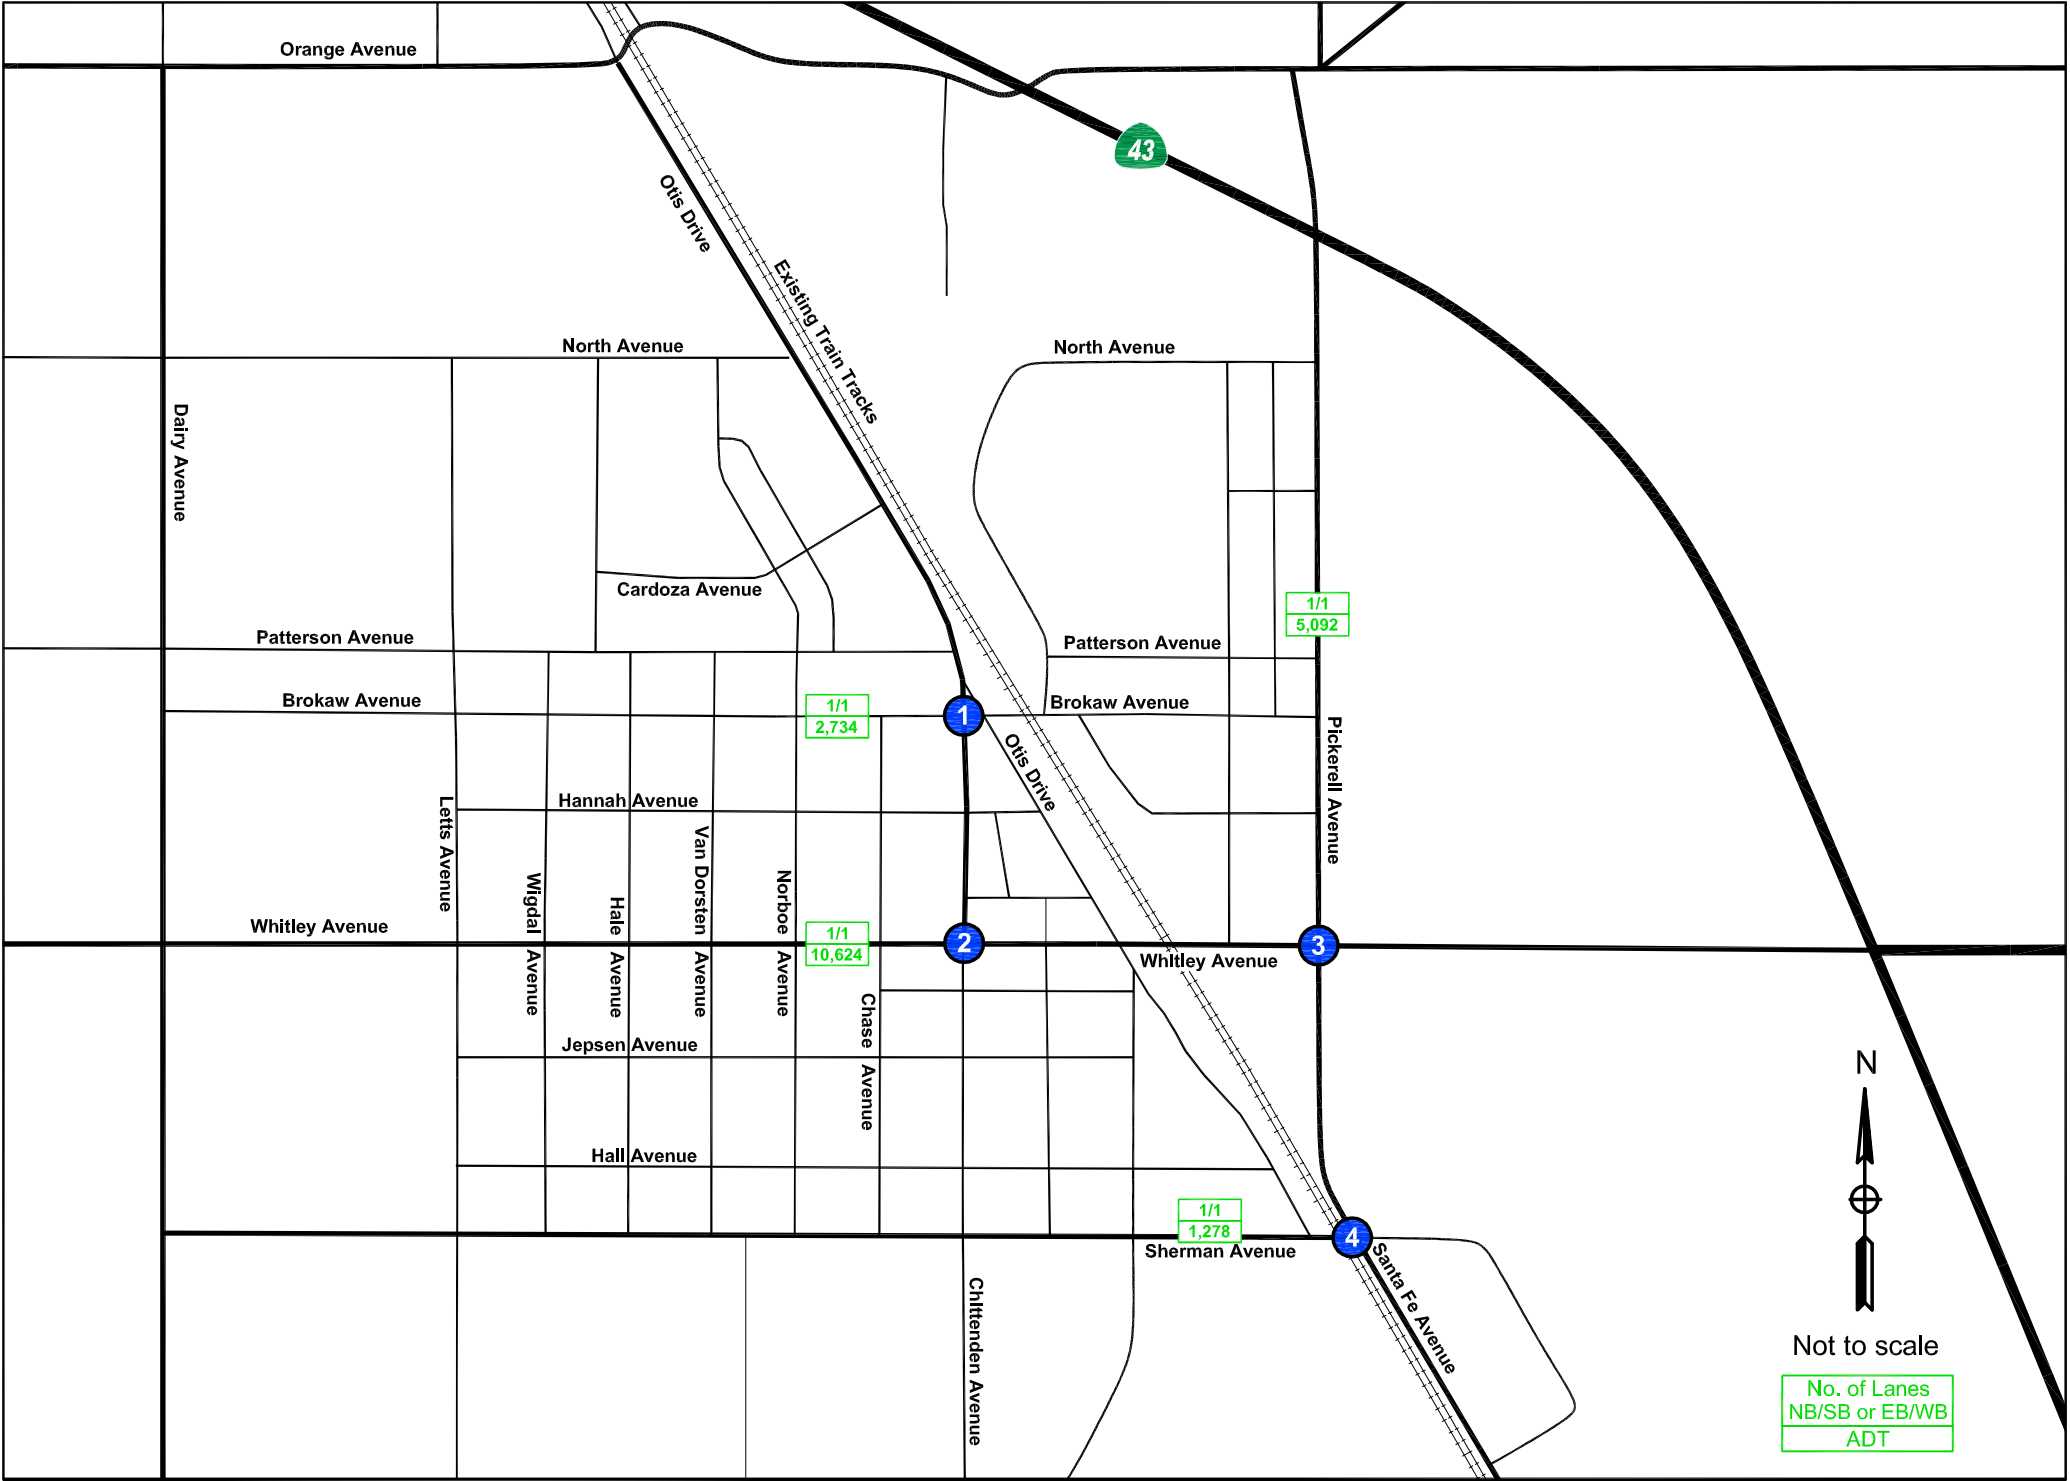 Orange Avenue
43
Otis Drive
Existing Train Tracks
North Avenue
North Avenue
Dairy Avenue
Cardoza Avenue
1/1
5,092
Patterson Avenue
Patterson Avenue
Brokaw Avenue
1/1
2,734
1
Brokaw Avenue
Otis Drive
Pickerell Avenue
Hannah Avenue
Letts Avenue
Wigdal Avenue
Hale Avenue
Van Dorsten Avenue
Norboe Avenue
Whitley Avenue
1/1
10,624
2
3
Whitley Avenue
Chase Avenue
Jepsen Avenue
N
Hall Avenue
1/1
1,278
4
Sherman Avenue
Santa Fe Avenue
Chittenden Avenue
Not to scale
No. of Lanes
NB/SB or EB/WB
ADT